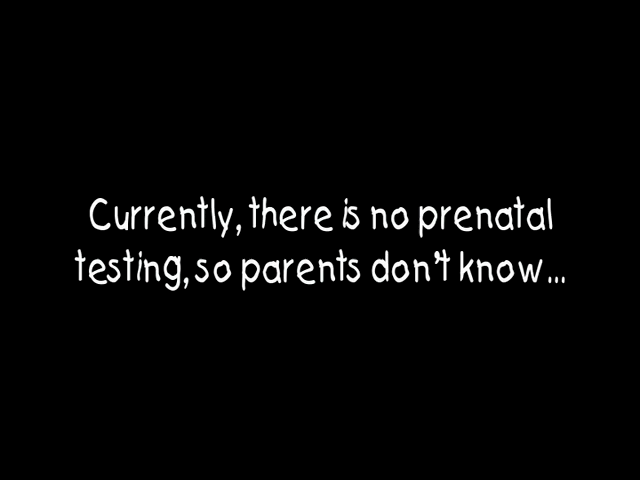 Currently, there is no prenatal
testing, so parents don't know...